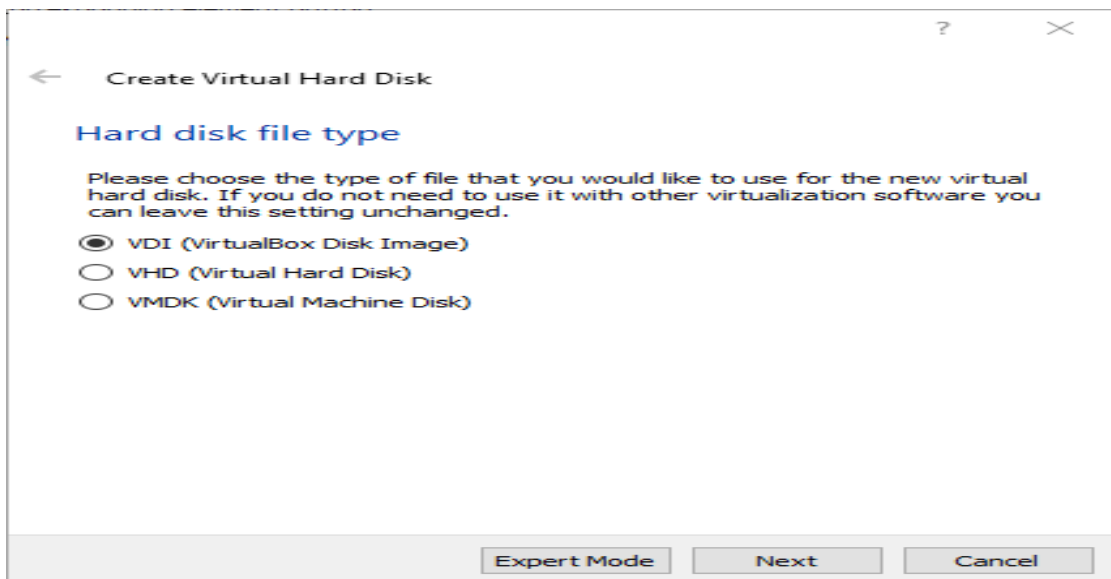 ?
Create Virtual Hard Disk
Hard disk file type
Please choose the type of file that you would like to use for the new virtual
hard disk. If you do not need to use it with other virtualization software you
can leave this setting unchanged.
VDI (VirtualBox Disk Image)
VHD (Virtual Hard Disk)
VMDK (Virtual Machine Disk)
Expert Mode Next Cancel